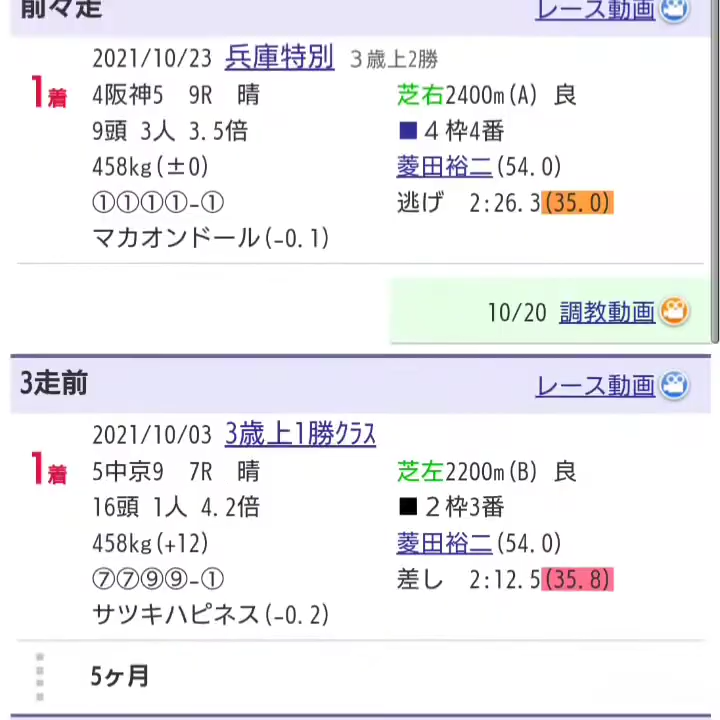 前々走 レース動画
2021/10/23 兵庫特別 3歳上2勝
1着 4阪神5 9R 晴 芝右2400m(A) 良
9頭 3人 3.5倍 ■4枠4番
458kg(±0) 菱田裕二(54.0)
①①①①-① 逃げ 2:26.3(35.0)
マカオンドール(-0.1)
10/20 調教動画
3走前 レース動画
2021/10/03 3歳上1勝ｸﾗｽ
1着 5中京9 7R 晴 芝左2200m(B) 良
16頭 1人 4.2倍 ■2枠3番
458kg(+12) 菱田裕二(54.0)
⑦⑦⑨⑨-① 差し 2:12.5(35.8)
サツキハピネス(-0.2)
5ヶ月